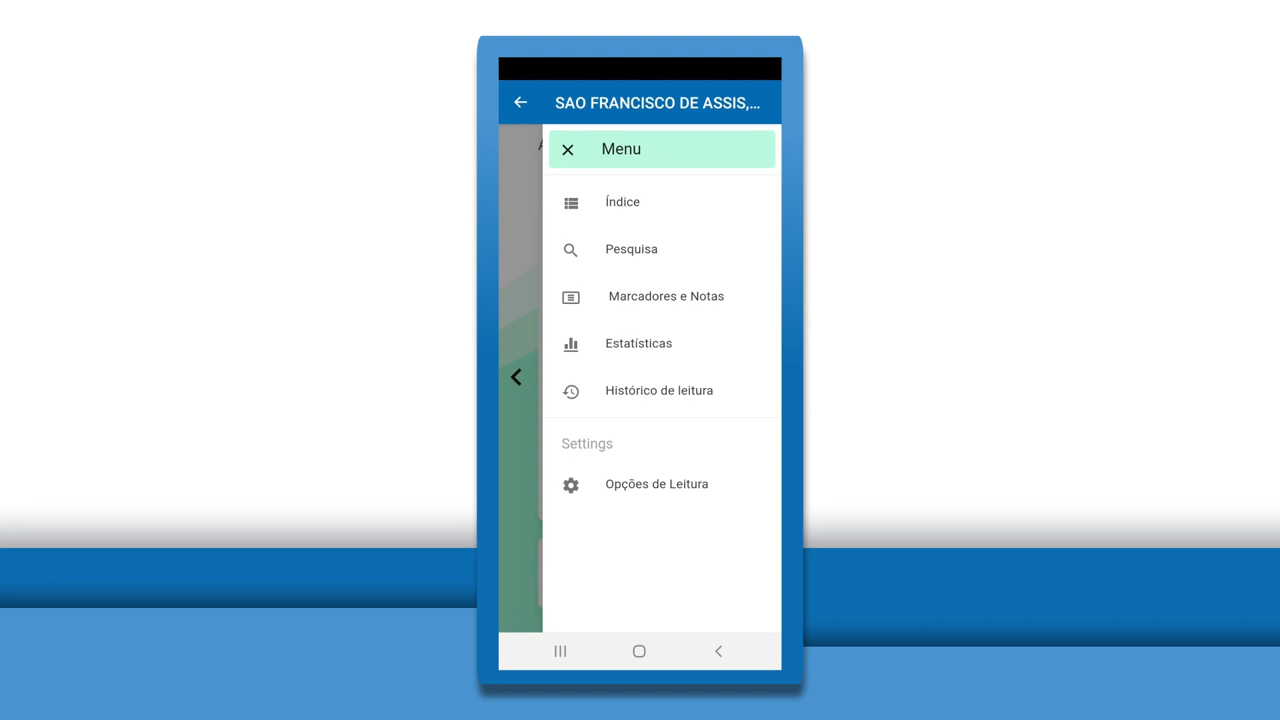 SAO FRANCISCO DE ASSIS,...
Menu
Índice
Pesquisa
Marcadores e Notas
Estatísticas
Histórico de leitura
Settings
Opções de Leitura